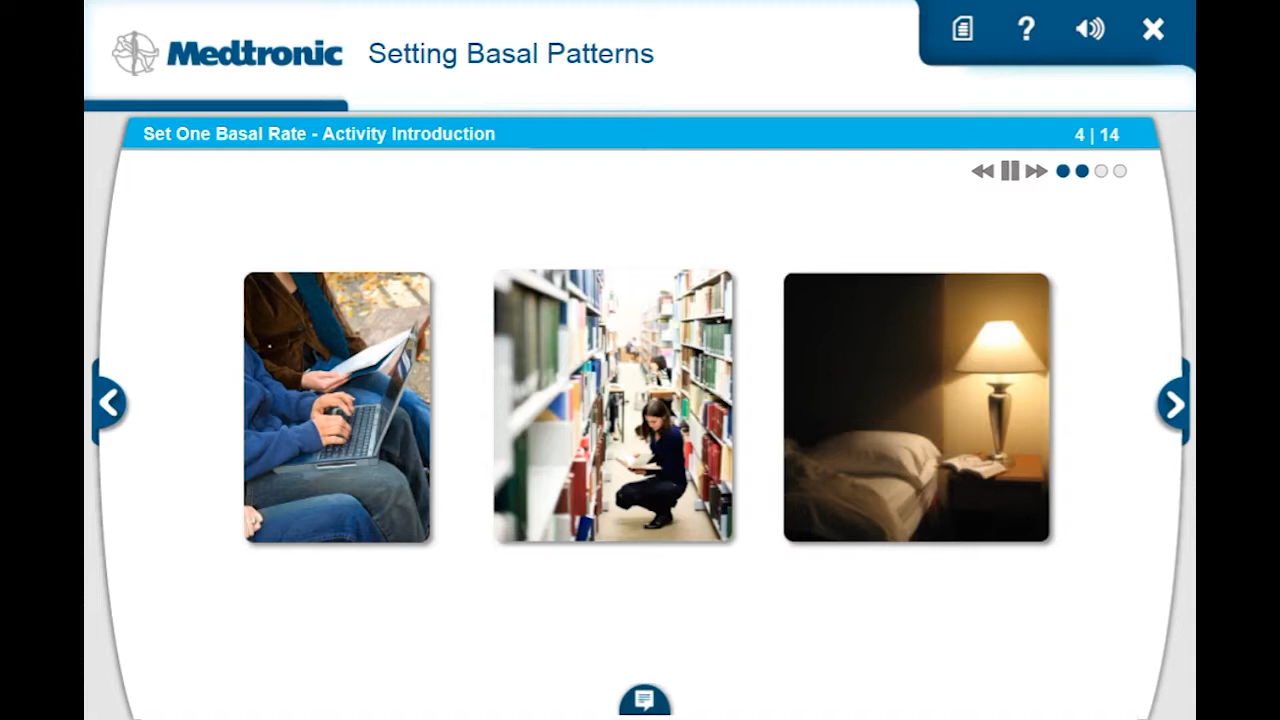 Medtronic
Setting Basal Patterns
?
Set One Basal Rate - Activity Introduction
4 | 14